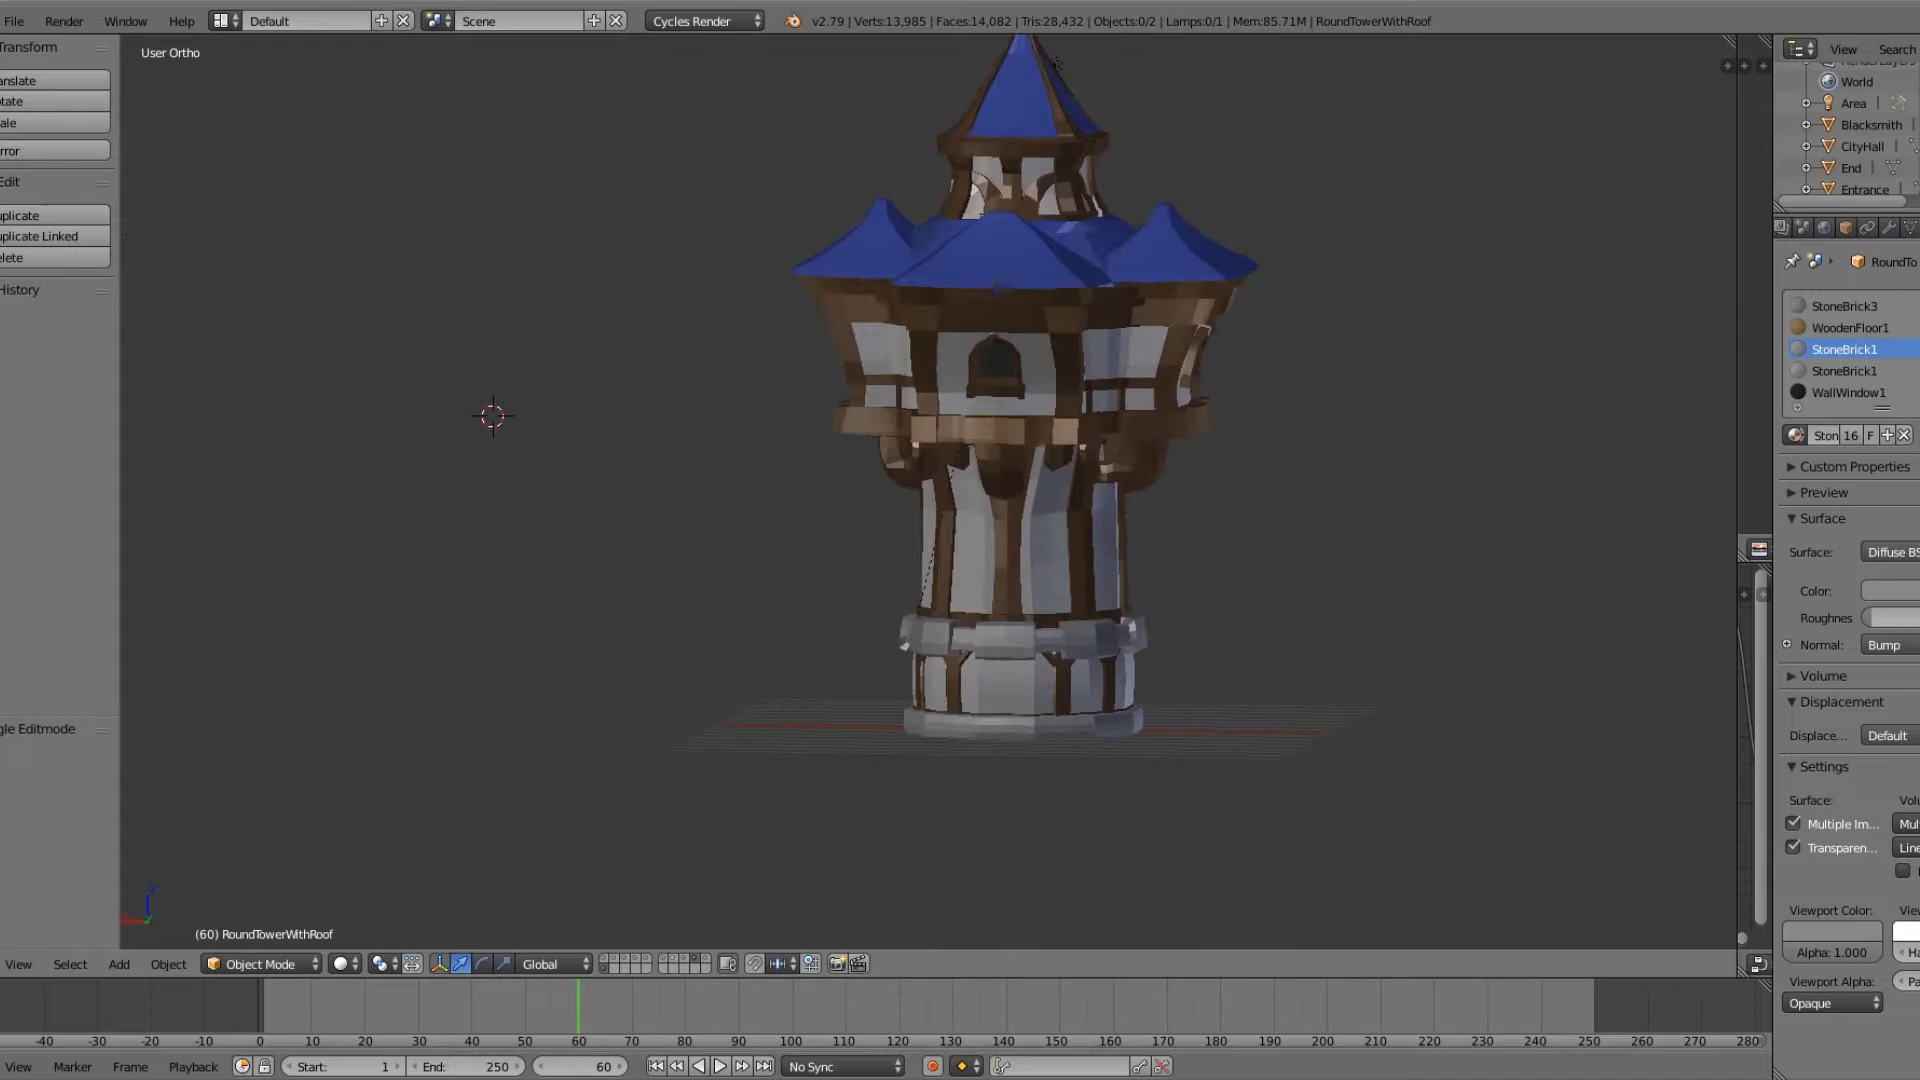 File Render Window Help Default Scene Cycles Render v2.79 | Verts:13,985 | Faces:14,082 | Tris:28,432 | Objects:0/2 | Lamps:0/1 | Mem:85.71M | RoundTowerWithRoof
Transform
User Ortho
View Search
anslate
World
otate
Area
ale
Blacksmith
rror
CityHall
Edit
End
Entrance
uplicate
uplicate Linked
elete
RoundTo
History
StoneBrick3
WoodenFloor1
StoneBrick1
StoneBrick1
WallWindow1
Ston 16 F
Custom Properties
Preview
Surface
Surface: Diffuse BS
Color:
Roughnes
Normal: Bump
Volume
Displacement
gle Editmode
Displace... Default
Settings
Surface: Volu
Multiple Im... Mul
Transparen... Line
Viewport Color: View
Alpha: 1.000 Ha
Viewport Alpha: Pa
Opaque
(60) RoundTowerWithRoof
View Select Add Object Object Mode Global
-40 -30 -20 -10 0 10 20 30 40 50 60 70 80 90 100 110 120 130 140 150 160 170 180 190 200 210 220 230 240 250 260 270 280
View Marker Frame Playback Start: 1 End: 250 60 No Sync